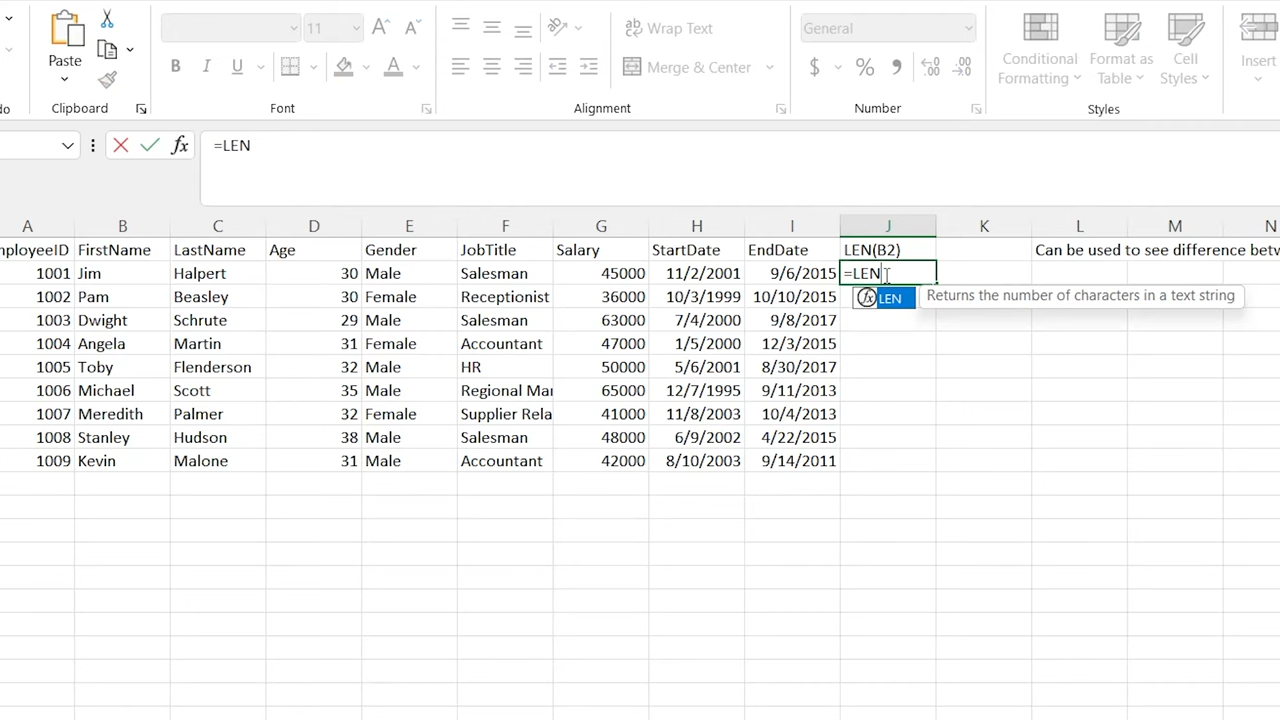 11
General
ab Wrap Text
Paste
Merge & Center
$ % 9
Conditional Formatting
Format as Table
Cell Styles
Insert
B I U A
do
Clipboard
Font
Alignment
Number
Styles
fx =LEN
A B C D E F G H I J K L M N
mployeeID FirstName LastName Age Gender JobTitle Salary StartDate EndDate LEN(B2) Can be used to see difference betw
1001 Jim Halpert 30 Male Salesman 45000 11/2/2001 9/6/2015 =LEN
1002 Pam Beasley 30 Female Receptionist 36000 10/3/1999 10/10/2015
fx LEN Returns the number of characters in a text string
1003 Dwight Schrute 29 Male Salesman 63000 7/4/2000 9/8/2017
1004 Angela Martin 31 Female Accountant 47000 1/5/2000 12/3/2015
1005 Toby Flenderson 32 Male HR 50000 5/6/2001 8/30/2017
1006 Michael Scott 35 Male Regional Mar 65000 12/7/1995 9/11/2013
1007 Meredith Palmer 32 Female Supplier Rela 41000 11/8/2003 10/4/2013
1008 Stanley Hudson 38 Male Salesman 48000 6/9/2002 4/22/2015
1009 Kevin Malone 31 Male Accountant 42000 8/10/2003 9/14/2011